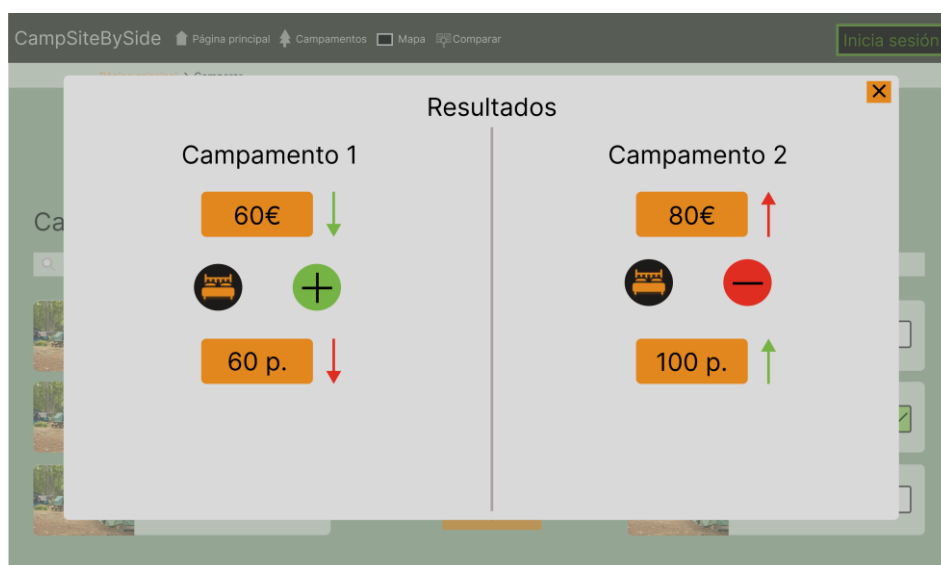 CampSiteBySide Página principal Campamentos Mapa Comparar Inicia sesión
Resultados
Campamento 1 Campamento 2
60€ 80€
60 p. 100 p.